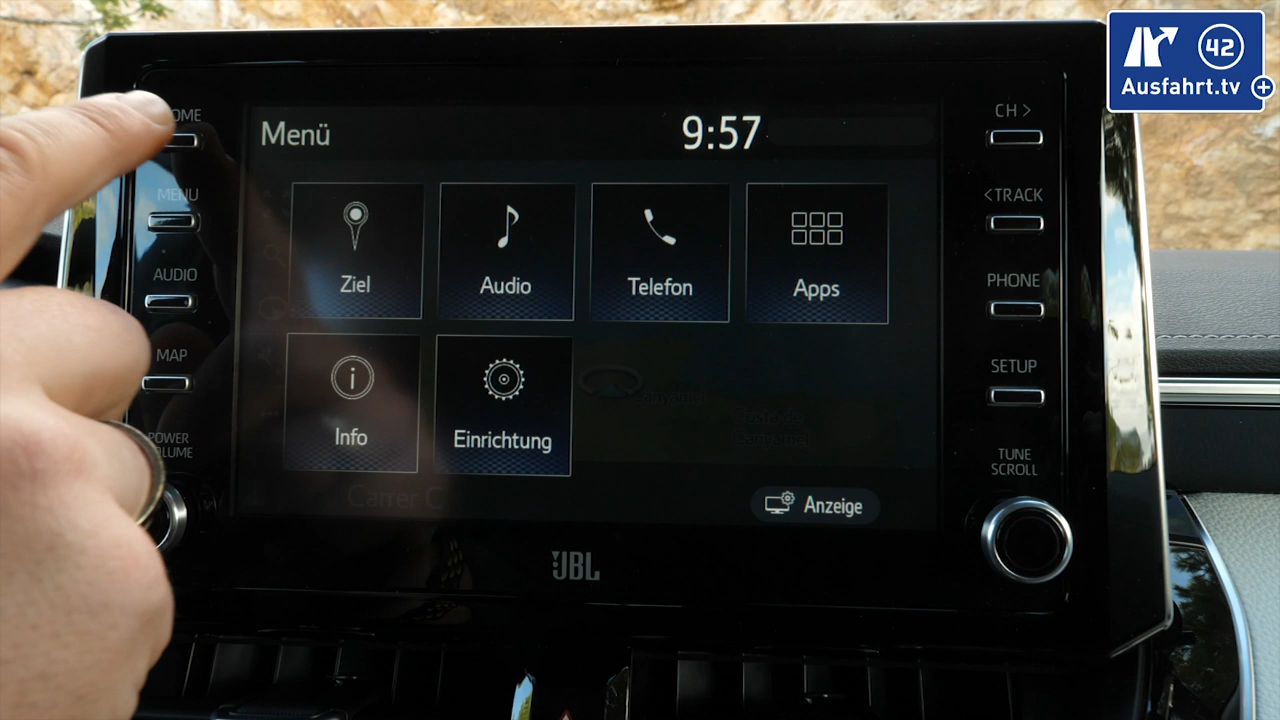 42
Ausfahrt.tv
HOME
MENU
AUDIO
MAP
POWER
VOLUME
Menü
9:57
Ziel
Audio
Telefon
Apps
Info
Einrichtung
Carrer C
Anzeige
JBL
CH >
< TRACK
PHONE
SETUP
TUNE
SCROLL